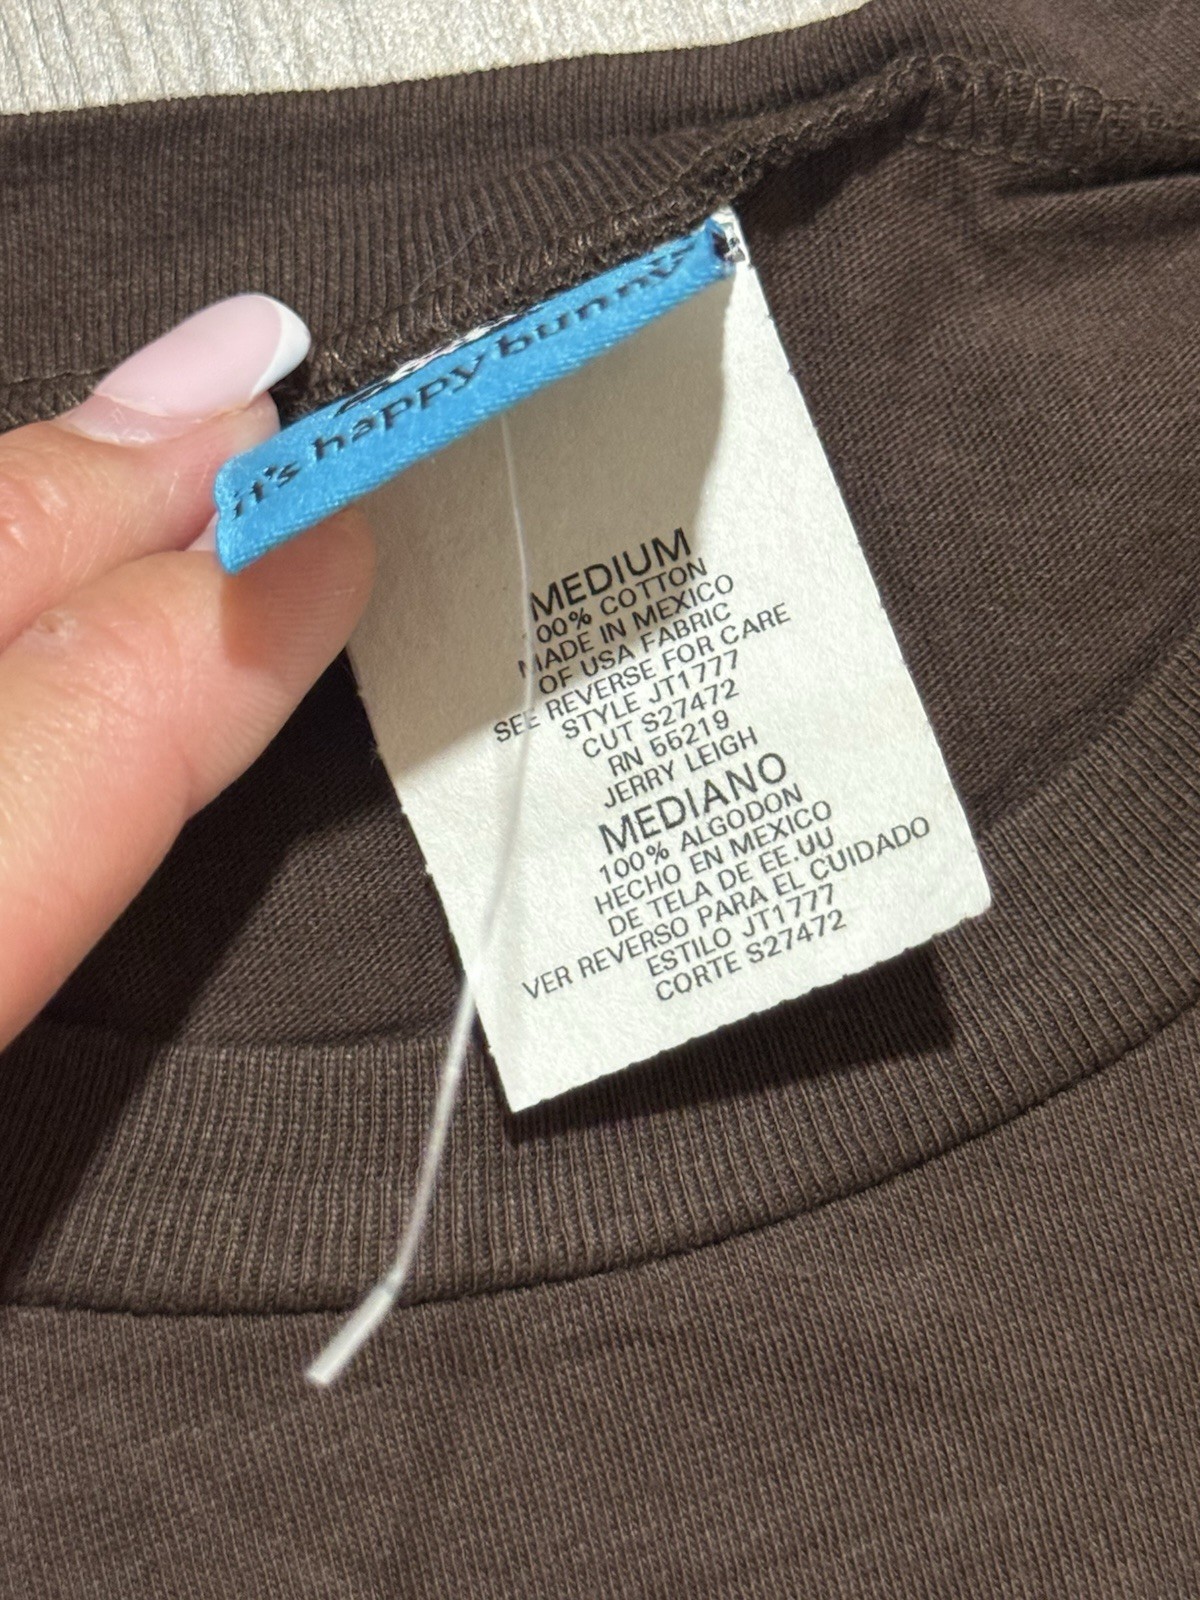 it's happy bunny
MEDIUM
100% COTTON
MADE IN MEXICO
OF USA FABRIC
SEE REVERSE FOR CARE
STYLE JT1777
CUT S27472
RN 55219
JERRY LEIGH
MEDIANO
100% ALGODON
HECHO EN MEXICO
DE TELA DE EE.UU
VER REVERSO PARA EL CUIDADO
ESTILO JT1777
CORTE S27472